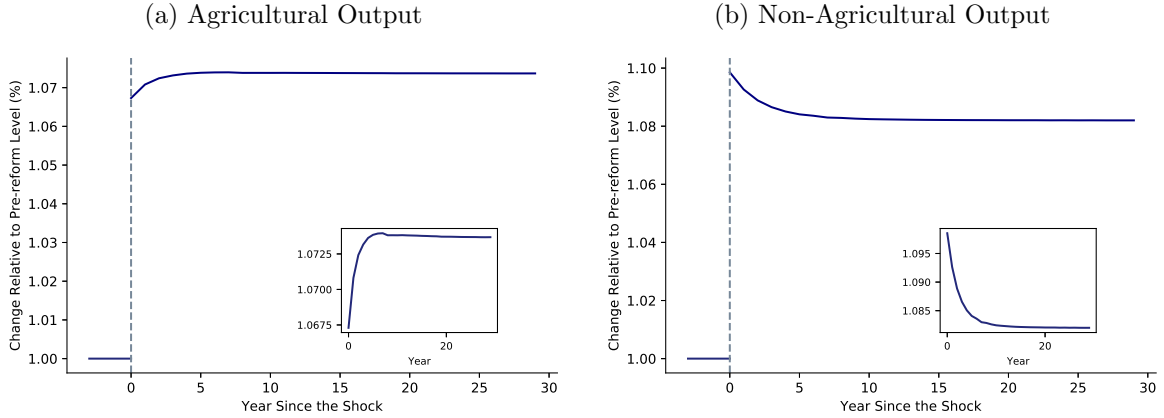 (a) Agricultural Output
Change Relative to Pre-reform Level (%)
1.07
1.06
1.05
1.04
1.03
1.02
1.01
1.00
0 5 10 15 20 25 30
Year Since the Shock
1.0725
1.0700
1.0675
0 20
Year
(b) Non-Agricultural Output
Change Relative to Pre-reform Level (%)
1.10
1.08
1.06
1.04
1.02
1.00
0 5 10 15 20 25 30
Year Since the Shock
1.095
1.090
1.085
0 20
Year